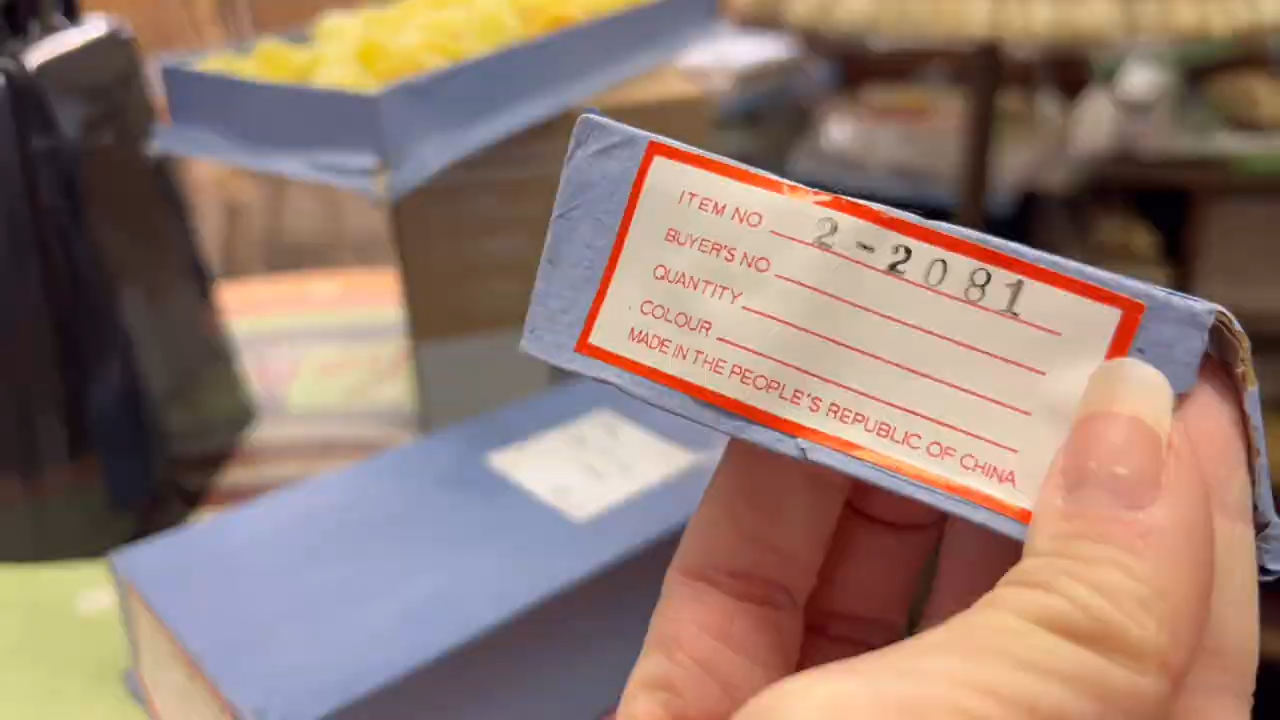 ITEM NO 2-2081
BUYER'S NO
QUANTITY
COLOUR
MADE IN THE PEOPLE'S REPUBLIC OF CHINA